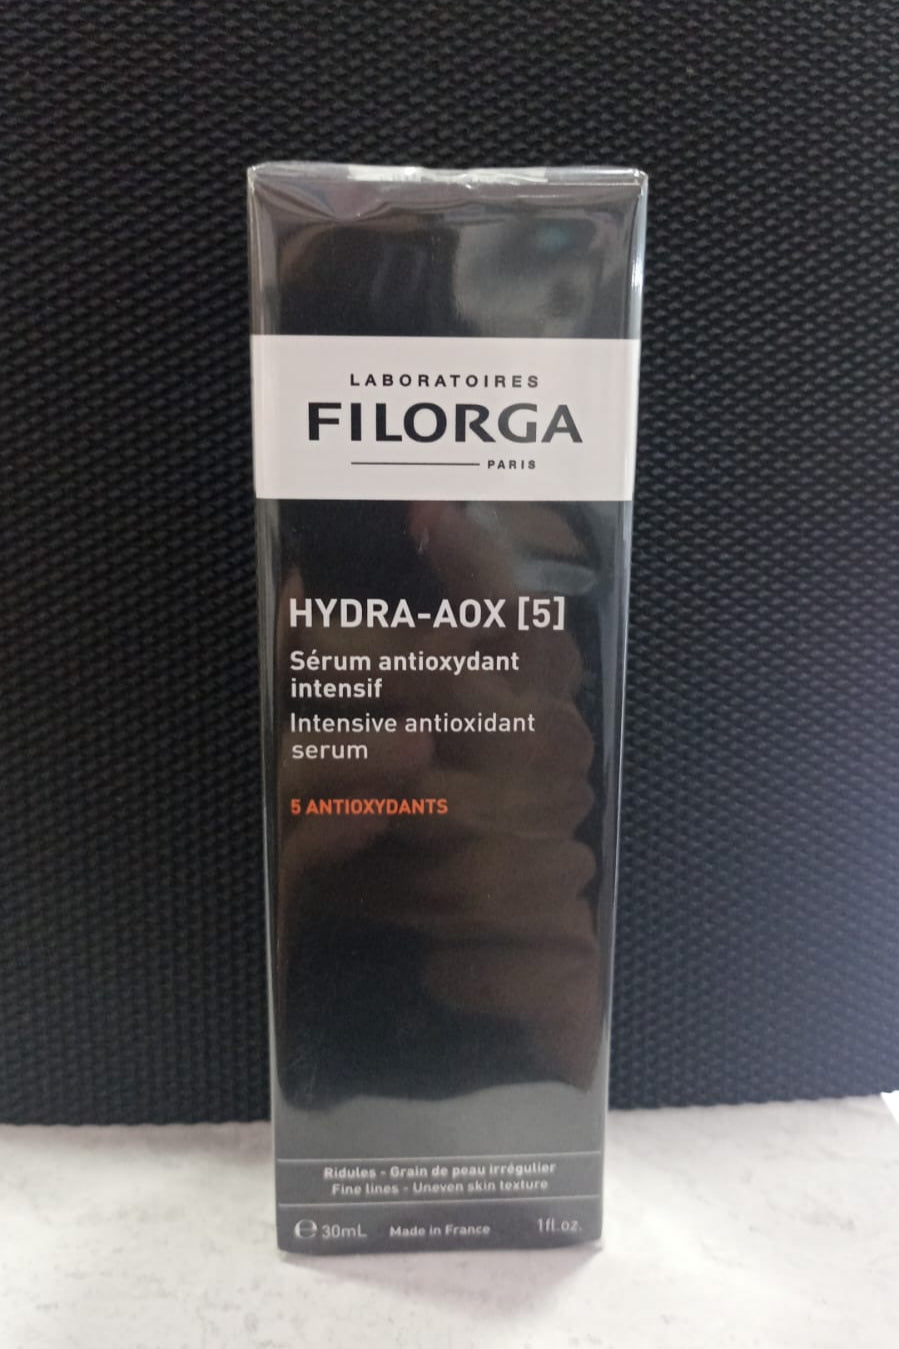 LABORATOIRES
FILORGA
PARIS
HYDRA-AOX [5]
Sérum antioxydant
intensif
Intensive antioxidant
serum
5 ANTIOXYDANTS
Ridules - Grain de peau irrégulier
Fine lines - Uneven skin texture
℮ 30mL Made in France 1fl.oz.